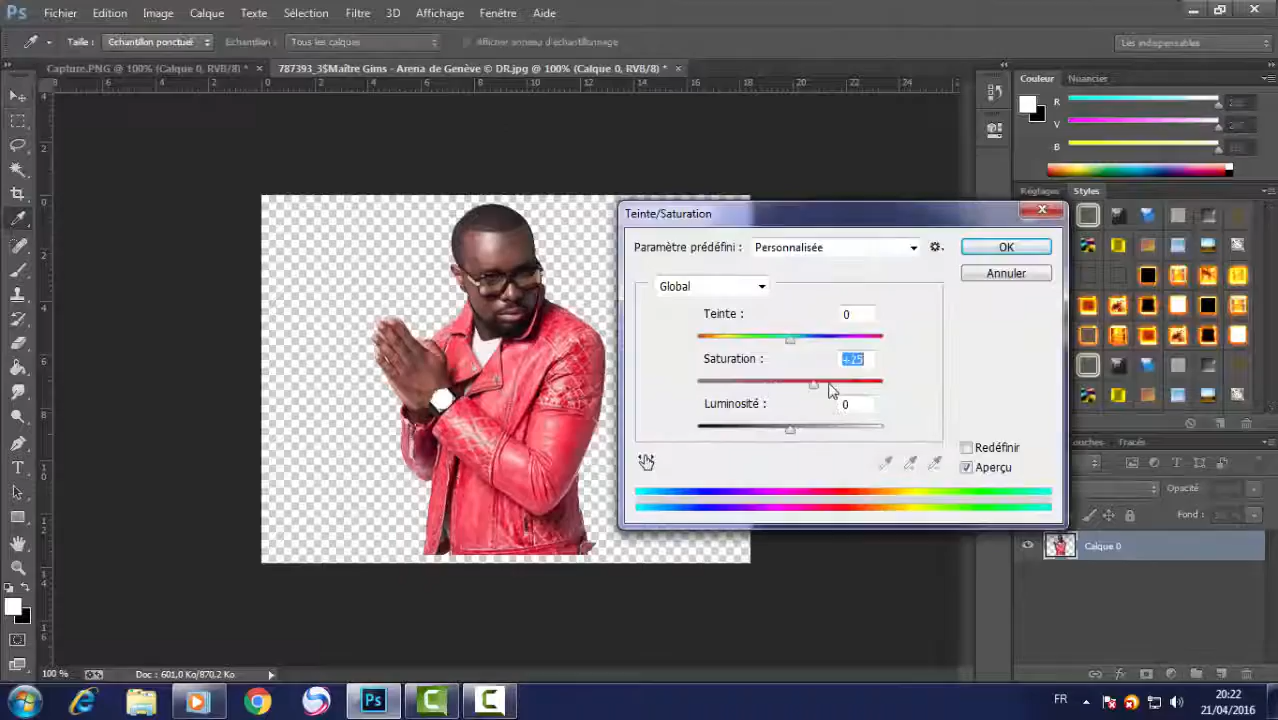 Ps Fichier Edition Image Calque Texte Sélection Filtre 3D Affichage Fenêtre Aide
Taille : Echantillon ponctuel Echantillon : Tous les calques Afficher anneau d'échantillonnage Les indispensables
Capture.PNG @ 100% (Calque 0, RVB/8) * × 787393_3$Maître Gims - Arena de Genève © DR.jpg @ 100% (Calque 0, RVB/8) * ×
Couleur Nuancier
R
V
B
Réglages Styles
Teinte/Saturation
Paramètre prédéfini : Personnalisée OK
Annuler
Global
Teinte : 0
Saturation : +25
Luminosité : 0
Redéfinir
Aperçu
Tracés
Opacité
Fond :
Calque 0
100 % Doc : 601,0 Ko/870,2 Ko
FR 20:22
21/04/2016